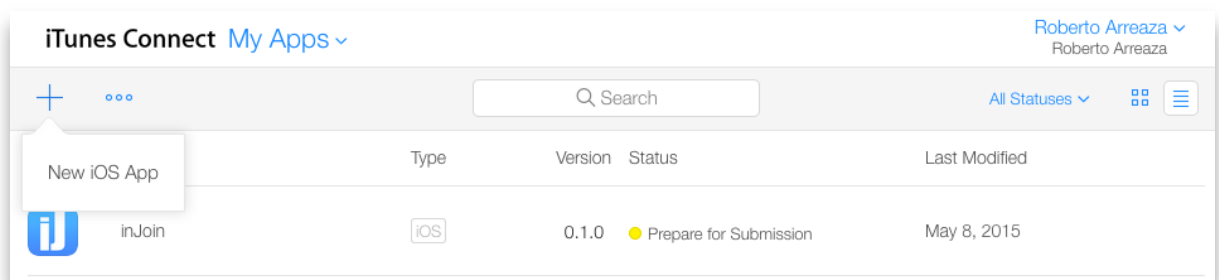 iTunes Connect My Apps
Roberto Arreaza
Roberto Arreaza
Search
All Statuses
New iOS App
Type Version Status Last Modified
iJ inJoin iOS 0.1.0 Prepare for Submission May 8, 2015